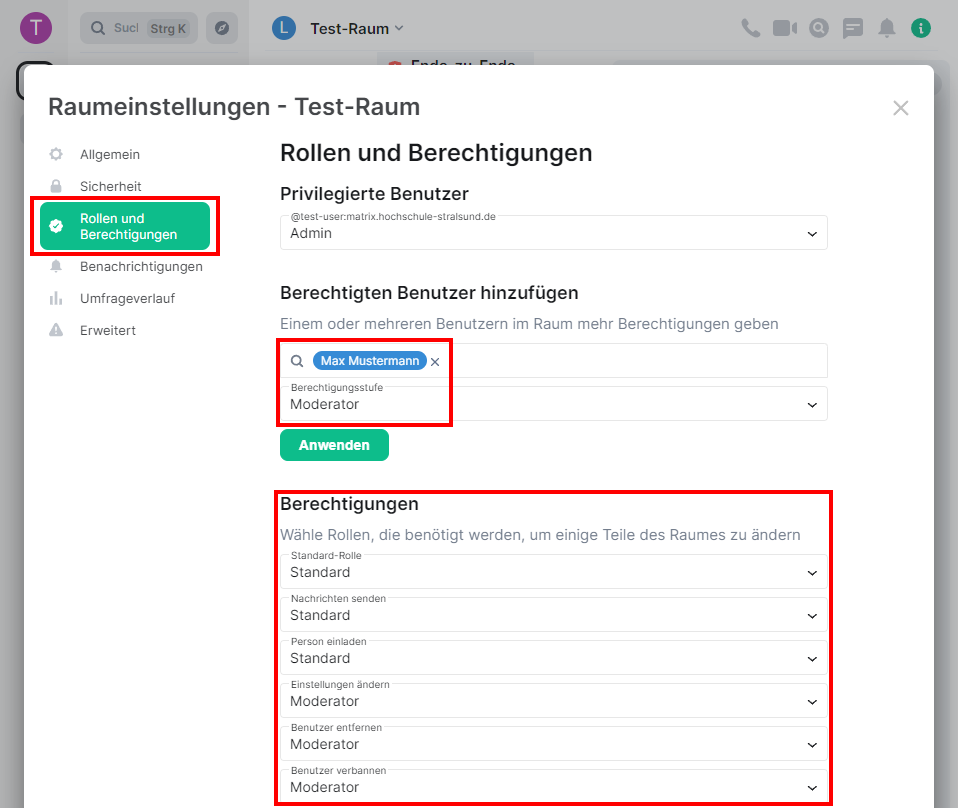 T
Sucl
Strg K
L
Test-Raum
Ende-zu-Ende
Raumeinstellungen - Test-Raum
Allgemein
Sicherheit
Rollen und
Berechtigungen
Benachrichtigungen
Umfrageverlauf
Erweitert
Rollen und Berechtigungen
Privilegierte Benutzer
@test-user:matrix.hochschule-stralsund.de
Admin
Berechtigten Benutzer hinzufügen
Einem oder mehreren Benutzern im Raum mehr Berechtigungen geben
Max Mustermann
Berechtigungsstufe
Moderator
Anwenden
Berechtigungen
Wähle Rollen, die benötigt werden, um einige Teile des Raumes zu ändern
Standard-Rolle
Standard
Nachrichten senden
Standard
Person einladen
Standard
Einstellungen ändern
Moderator
Benutzer entfernen
Moderator
Benutzer verbannen
Moderator